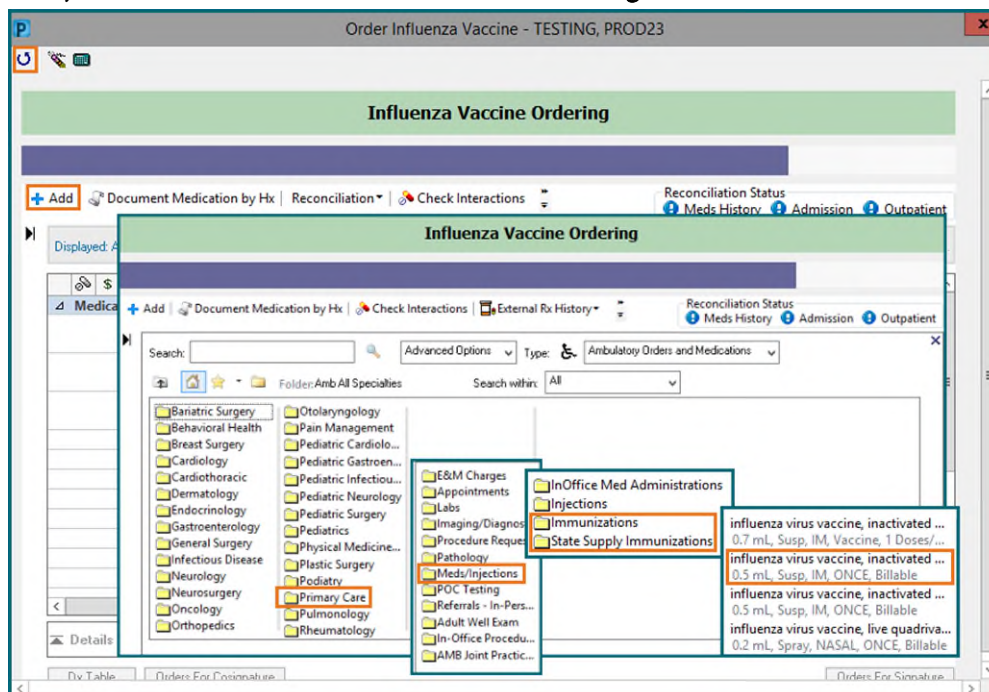 Order Influenza Vaccine - TESTING, PROD23
Influenza Vaccine Ordering
Add Document Medication by Hx Reconciliation Check Interactions
Reconciliation Status
Meds History Admission Outpatient
Displayed: A
$
Medica
Influenza Vaccine Ordering
Add Document Medication by Hx Check Interactions External Rx History
Reconciliation Status
Meds History Admission Outpatient
Search: Advanced Options Type: Ambulatory Orders and Medications
Folder: Amb All Specialties Search within: All
Bariatric Surgery
Behavioral Health
Breast Surgery
Cardiology
Cardiothoracic
Dermatology
Endocrinology
Gastroenterology
General Surgery
Infectious Disease
Neurology
Neurosurgery
Oncology
Orthopedics
Otolaryngology
Pain Management
Pediatric Cardiolo...
Pediatric Gastroen...
Pediatric Infectiou...
Pediatric Neurology
Pediatric Surgery
Pediatrics
Physical Medicine...
Plastic Surgery
Podiatry
Primary Care
Pulmonology
Rheumatology
E&M Charges
Appointments
Labs
Imaging/Diagnos
Procedure Reques
Pathology
Meds/Injections
POC Testing
Referrals - In-Pers...
Adult Well Exam
In-Office Procedu...
AMB Joint Practic...
InOffice Med Administrations
Injections
Immunizations
State Supply Immunizations
influenza virus vaccine, inactivated ...
0.7 mL, Susp, IM, Vaccine, 1 Doses/...
influenza virus vaccine, inactivated ...
0.5 mL, Susp, IM, ONCE, Billable
influenza virus vaccine, inactivated ...
0.5 mL, Susp, IM, ONCE, Billable
influenza virus vaccine, live quadriva...
0.2 mL, Spray, NASAL, ONCE, Billable
Details
Dx Table Orders For Cosignature Orders For Signature